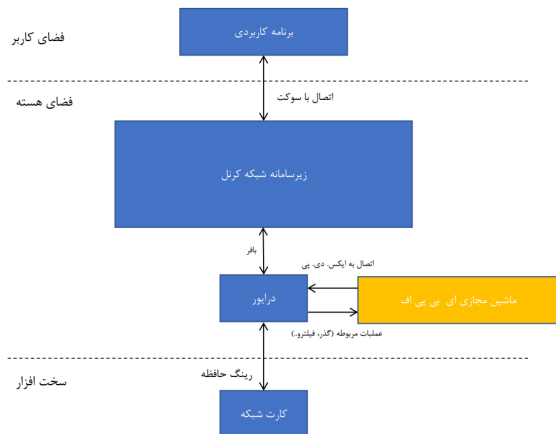 فضای کاربر
برنامه کاربردی
اتصال با سوکت
فضای هسته
زیرسامانه شبکه کرنل
بافر
اتصال به ایکس. دی. پی
درایور
ماشین مجازی ای بی پی اف
عملیات مربوطه (گذر، فیلترو..)
رینگ حافظه
سخت افزار
کارت شبکه